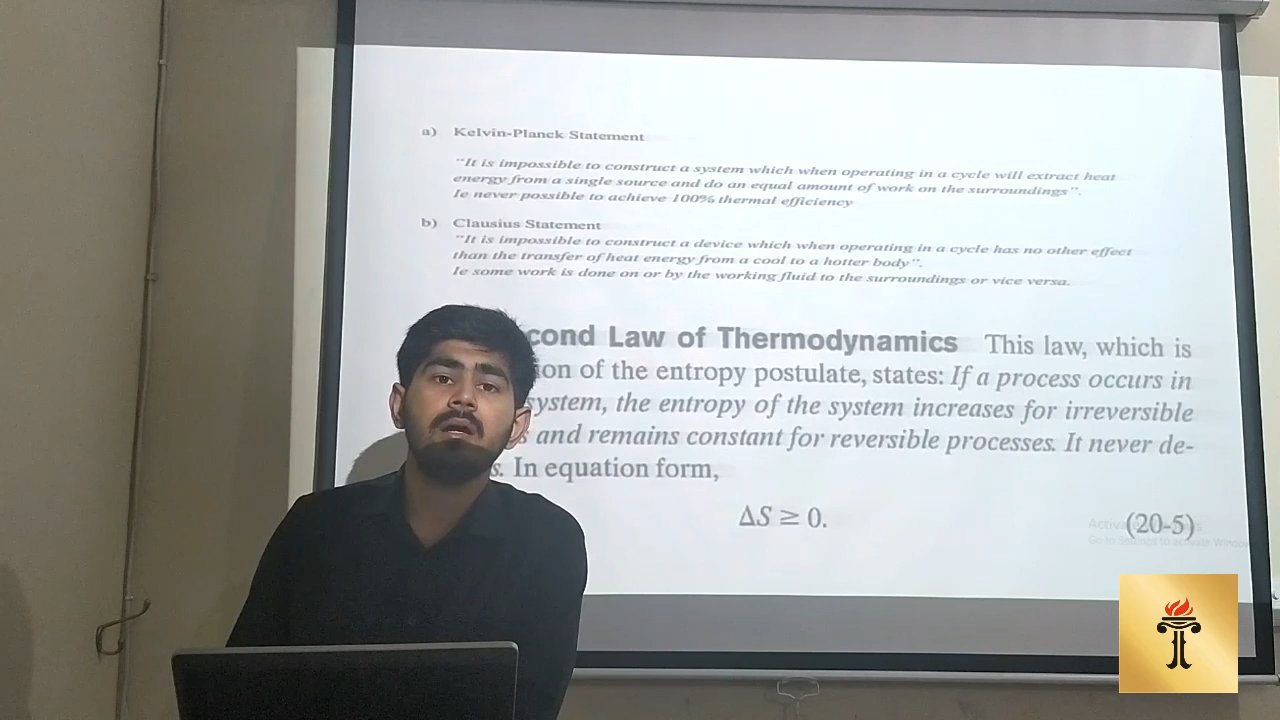 a) Kelvin-Planck Statement
"It is impossible to construct a system which when operating in a cycle will extract heat
energy from a single source and do an equal amount of work on the surroundings".
Ie never possible to achieve 100% thermal efficiency
b) Clausius Statement
"It is impossible to construct a device which when operating in a cycle has no other effect
than the transfer of heat energy from a cool to a hotter body".
Ie some work is done on or by the working fluid to the surroundings or vice versa.
cond Law of Thermodynamics This law, which is
ion of the entropy postulate, states: If a process occurs in
system, the entropy of the system increases for irreversible
s and remains constant for reversible processes. It never de-
s. In equation form,
ΔS ≥ 0. (20-5)
Go to Settings to activate Window